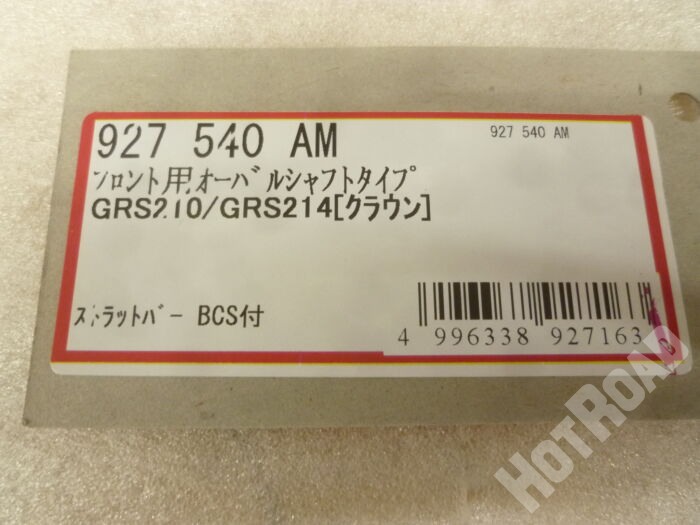 927 540 AM
927 540 AM
フロント用オーバルシャフトタイプ
GRS210/GRS214[クラウン]
ストラットバー BCS付
4 996338 927163
HOTROAD